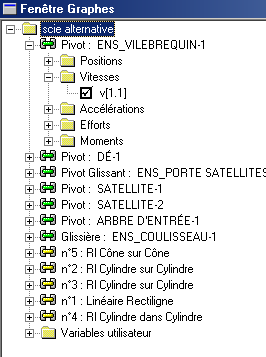 Fenêtre Graphes
scie alternative
Pivot : ENS_VILEBREQUIN-1
Positions
Vitesses
v[1.1]
Accélérations
Efforts
Moments
Pivot : DÉ-1
Pivot Glissant : ENS_PORTE SATELLITES
Pivot : SATELLITE-1
Pivot : SATELLITE-2
Pivot : ARBRE D'ENTRÉE-1
Glissière : ENS_COULISSEAU-1
n°5 : RI Cône sur Cône
n°2 : RI Cylindre sur Cylindre
n°3 : RI Cylindre sur Cylindre
n°1 : Linéaire Rectiligne
n°4 : RI Cylindre dans Cylindre
Variables utilisateur